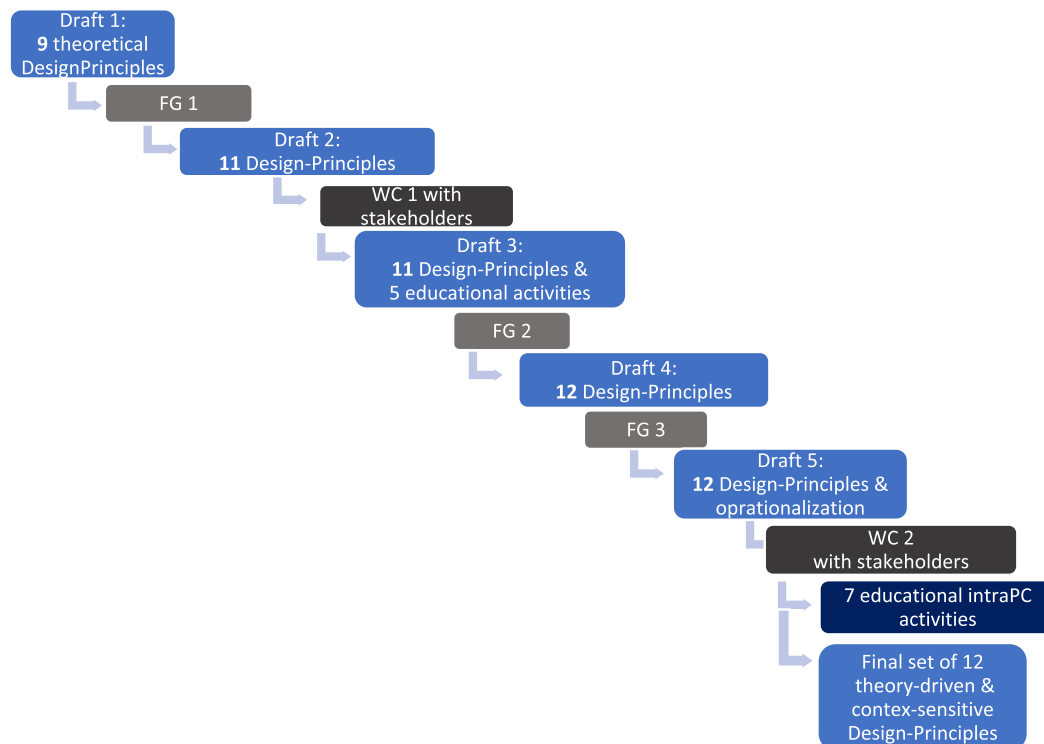 Draft 1:
9 theoretical
DesignPrinciples
FG 1
Draft 2:
11 Design-Principles
WC 1 with
stakeholders
Draft 3:
11 Design-Principles &
5 educational activities
FG 2
Draft 4:
12 Design-Principles
FG 3
Draft 5:
12 Design-Principles &
oprationalization
WC 2
with stakeholders
7 educational intraPC
activities
Final set of 12
theory-driven &
contex-sensitive
Design-Principles